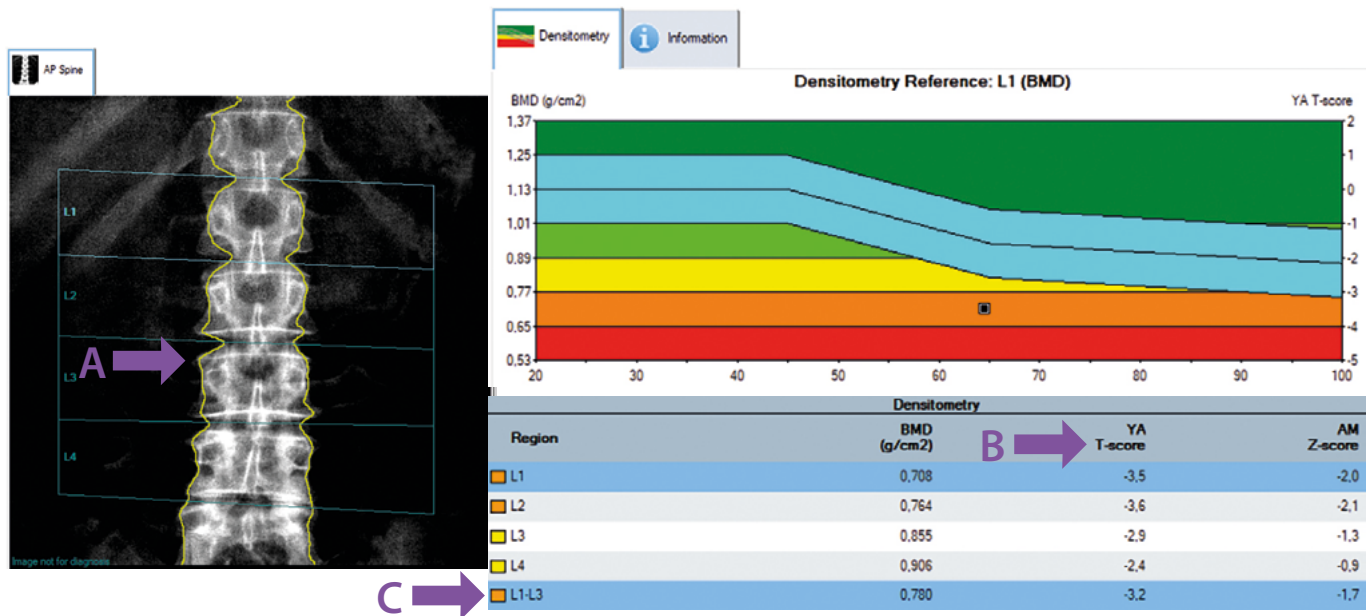 AP Spine
L1
L2
A
L3
L4
Image not for diagnosis
Densitometry
Information
Densitometry Reference: L1 (BMD)
BMD (g/cm2)
YA T-score
1,37
1,25
1,13
1,01
0,89
0,77
0,65
0,53
2
1
0
-1
-2
-3
-4
-5
20 30 40 50 60 70 80 90 100
Densitometry
Region BMD (g/cm2) B YA T-score AM Z-score
L1 0,708 -3,5 -2,0
L2 0,764 -3,6 -2,1
L3 0,855 -2,9 -1,3
L4 0,906 -2,4 -0,9
C L1-L3 0,780 -3,2 -1,7